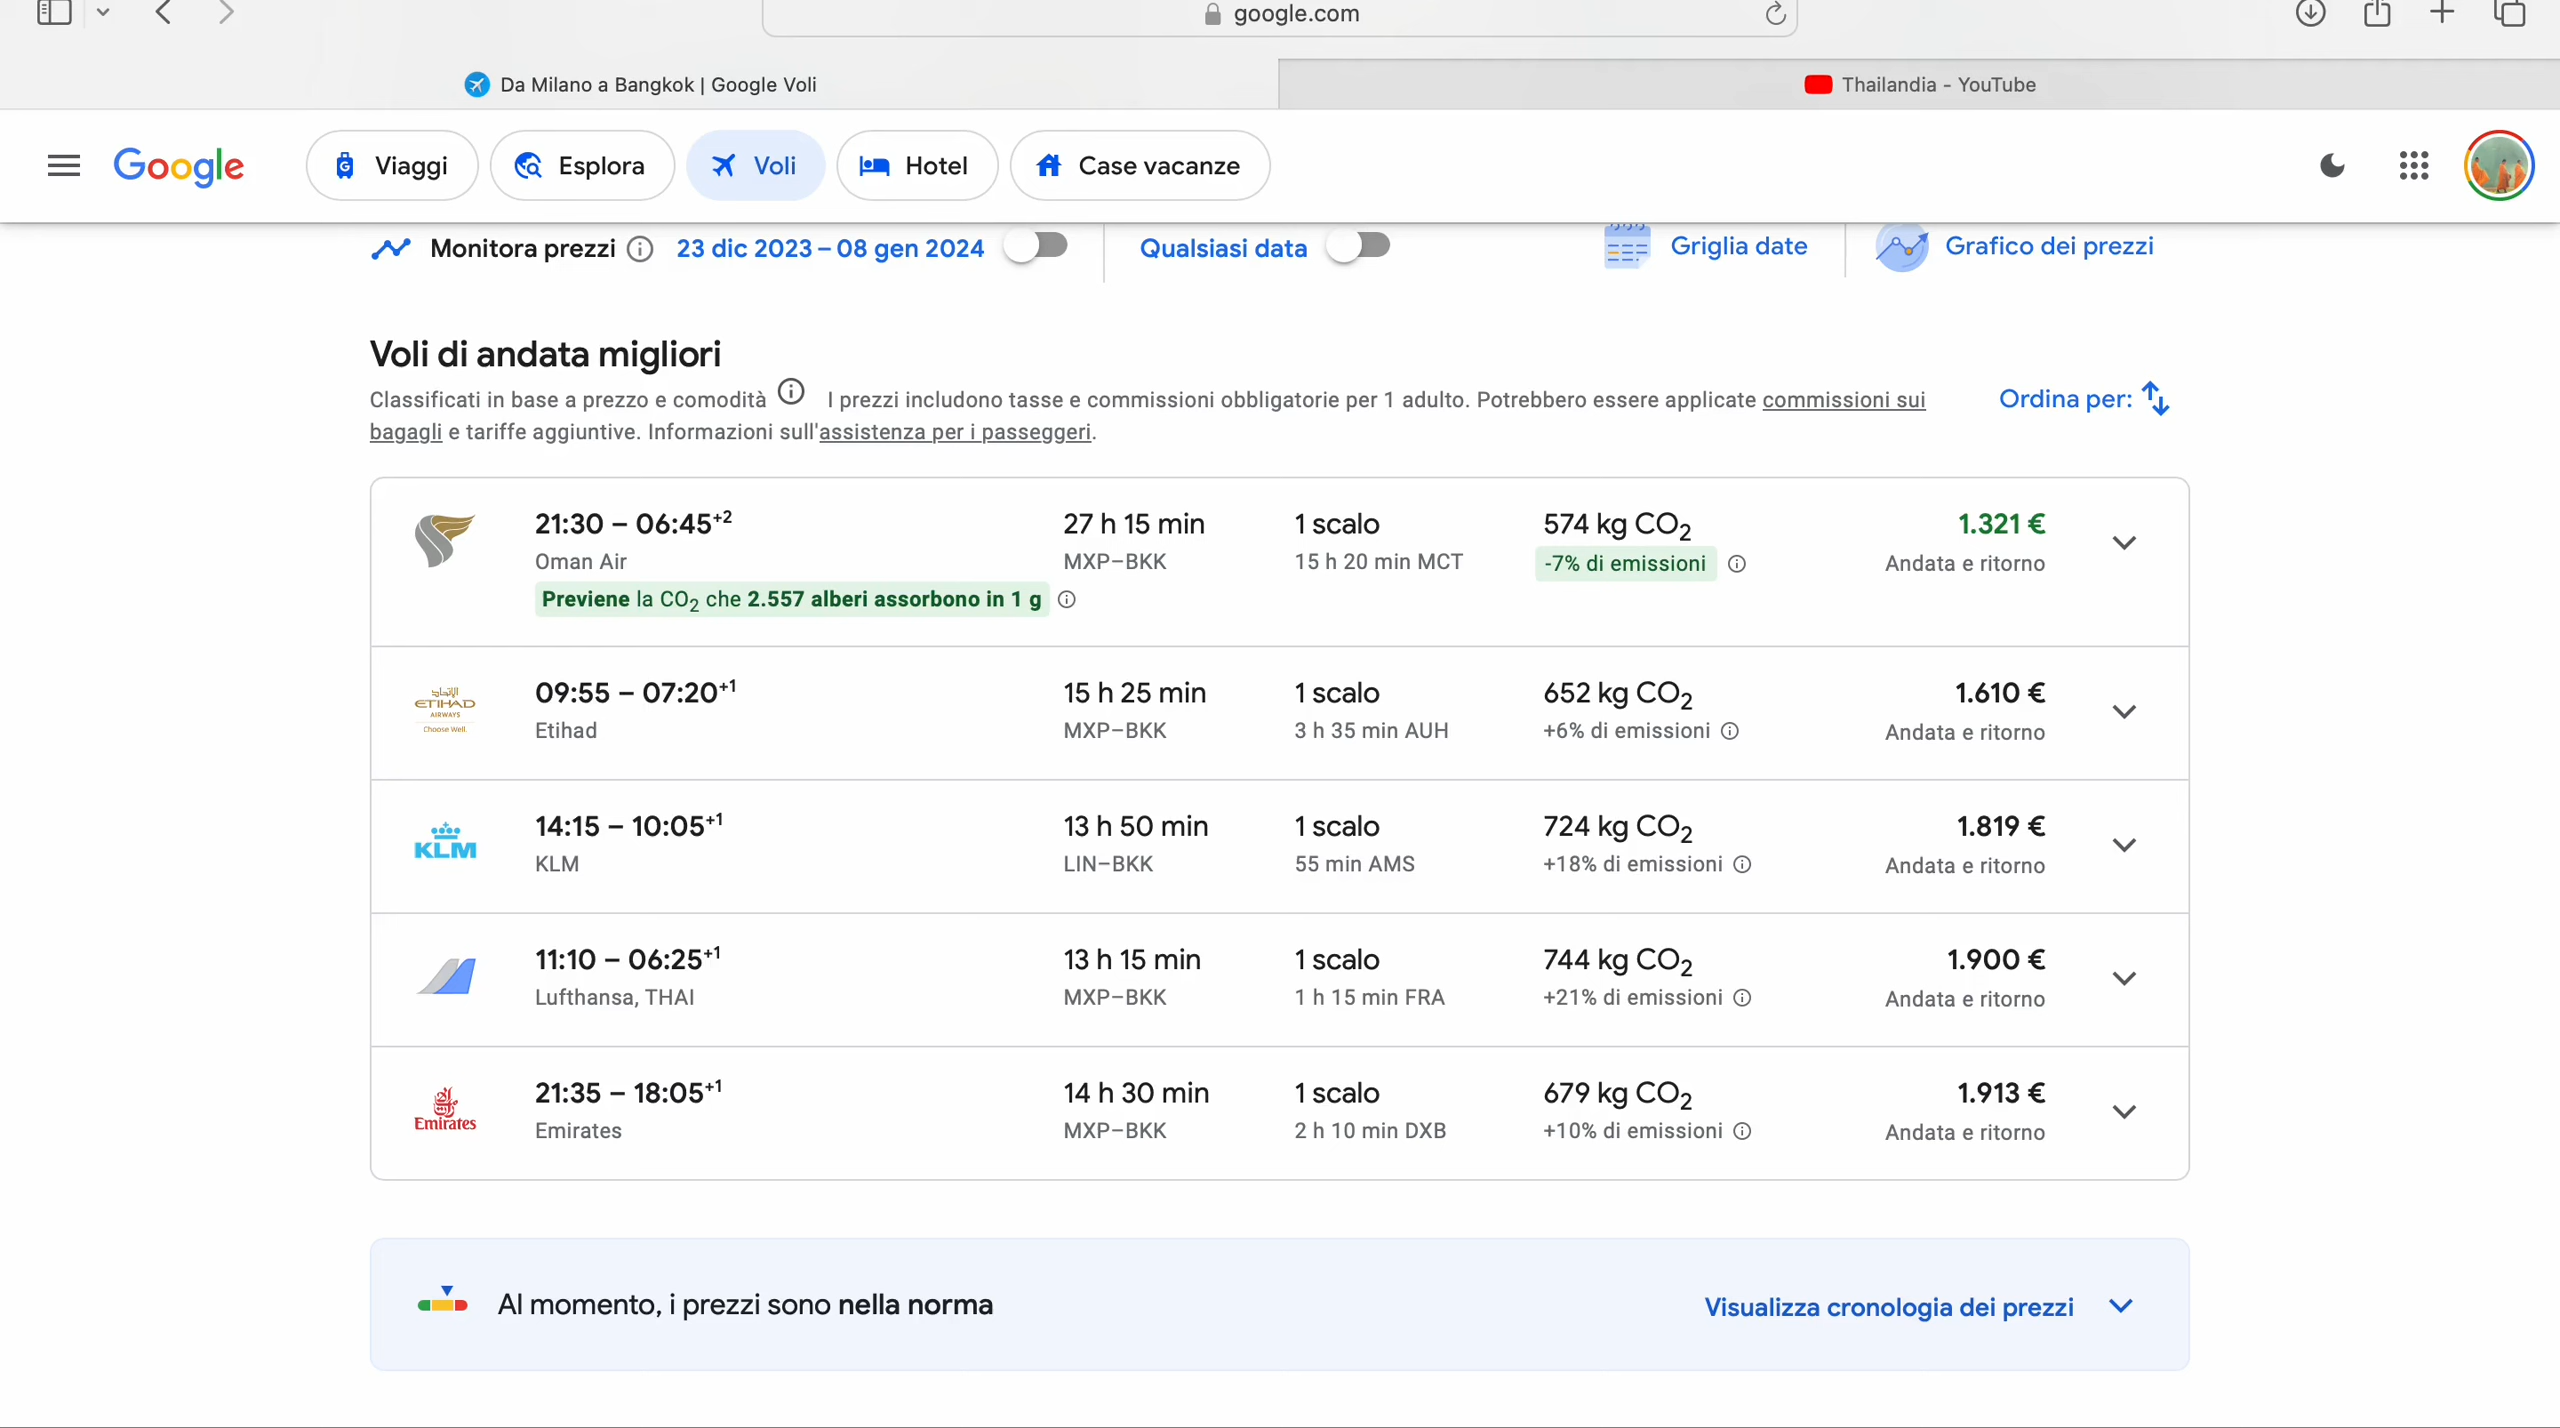 google.com
Da Milano a Bangkok | Google Voli
Thailandia - YouTube
Google
Viaggi
Esplora
Voli
Hotel
Case vacanze
Monitora prezzi
23 dic 2023 – 08 gen 2024
Qualsiasi data
Griglia date
Grafico dei prezzi
Voli di andata migliori
Classificati in base a prezzo e comodità I prezzi includono tasse e commissioni obbligatorie per 1 adulto. Potrebbero essere applicate commissioni sui
bagagli e tariffe aggiuntive. Informazioni sull'assistenza per i passeggeri.
Ordina per:
21:30 – 06:45+2 27 h 15 min 1 scalo 574 kg CO2 1.321 €
Oman Air MXP–BKK 15 h 20 min MCT -7% di emissioni Andata e ritorno
Previene la CO2 che 2.557 alberi assorbono in 1 g
الإتحاد
ETIHAD
AIRWAYS
Choose Well.
09:55 – 07:20+1 15 h 25 min 1 scalo 652 kg CO2 1.610 €
Etihad MXP–BKK 3 h 35 min AUH +6% di emissioni Andata e ritorno
KLM
14:15 – 10:05+1 13 h 50 min 1 scalo 724 kg CO2 1.819 €
KLM LIN–BKK 55 min AMS +18% di emissioni Andata e ritorno
11:10 – 06:25+1 13 h 15 min 1 scalo 744 kg CO2 1.900 €
Lufthansa, THAI MXP–BKK 1 h 15 min FRA +21% di emissioni Andata e ritorno
Emirates
21:35 – 18:05+1 14 h 30 min 1 scalo 679 kg CO2 1.913 €
Emirates MXP–BKK 2 h 10 min DXB +10% di emissioni Andata e ritorno
Al momento, i prezzi sono nella norma
Visualizza cronologia dei prezzi